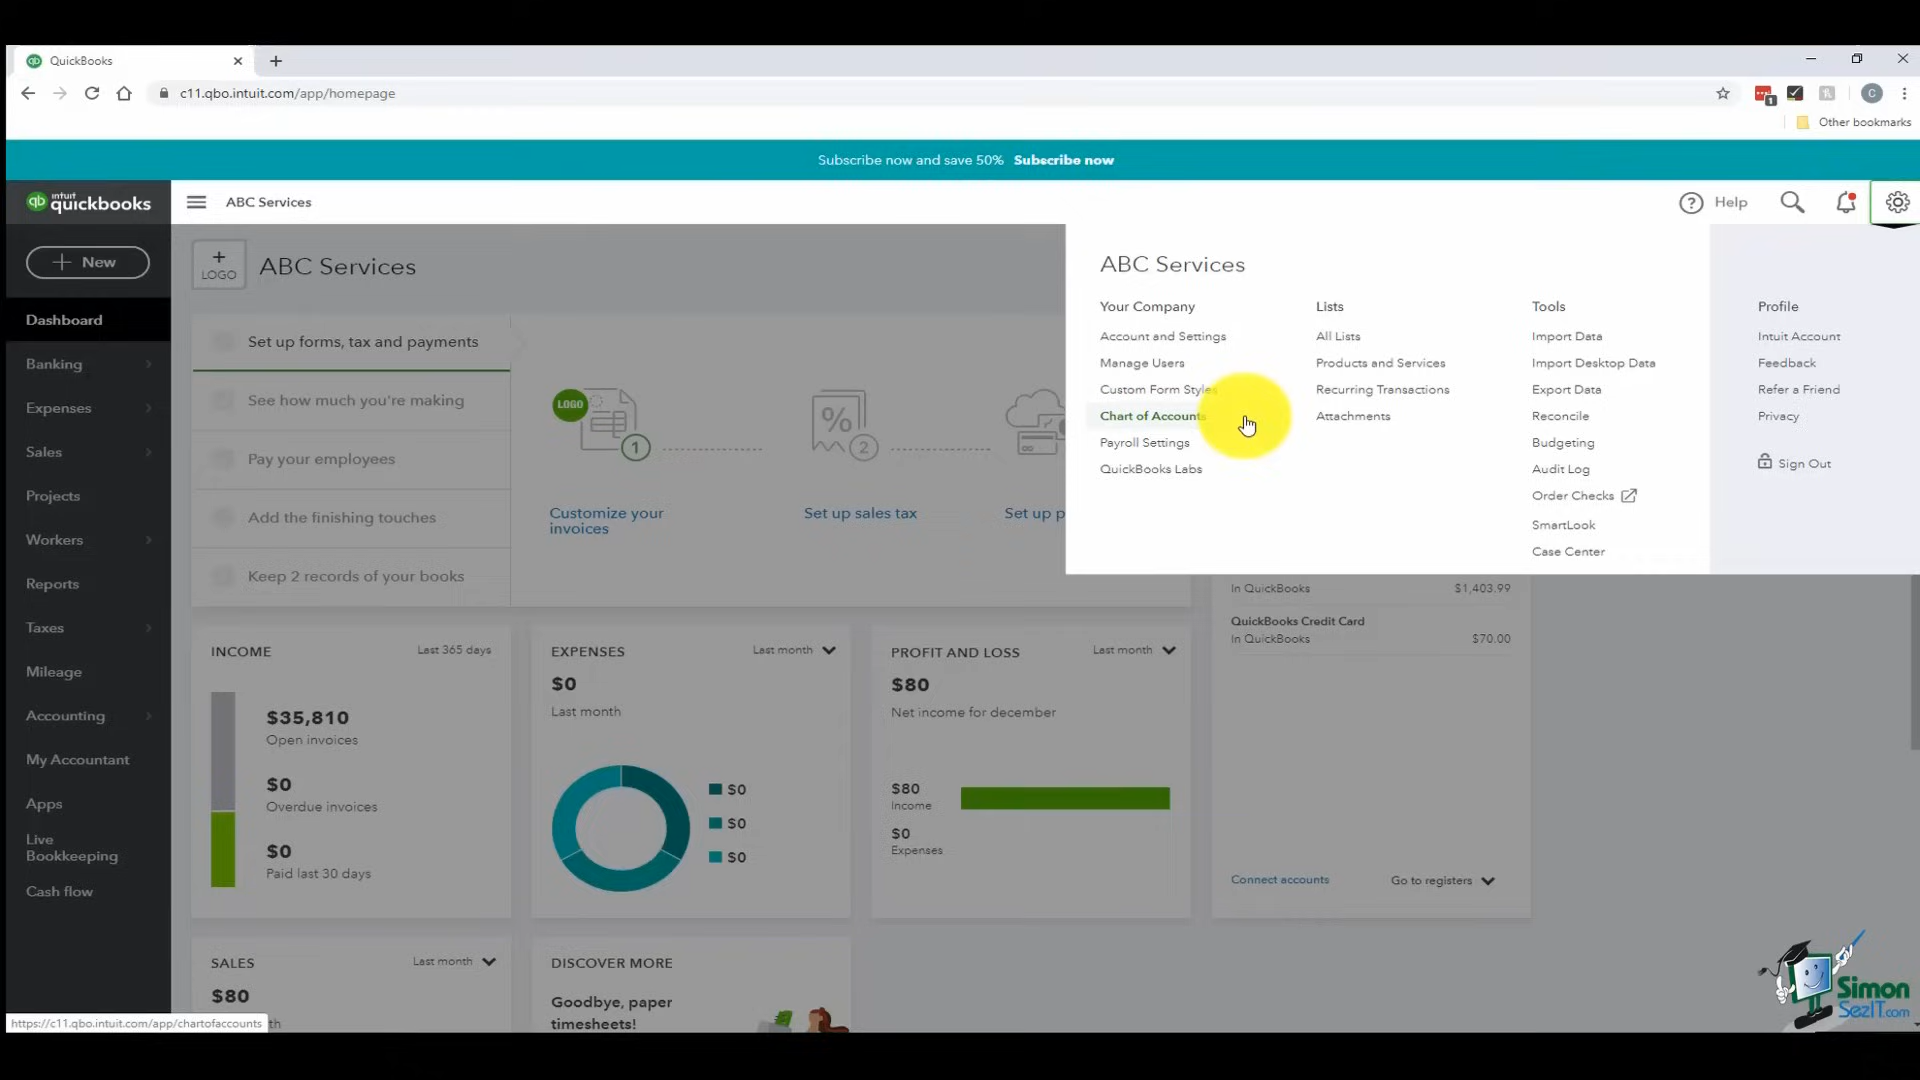 QuickBooks
c11.qbo.intuit.com/app/homepage
1
C
Other bookmarks
Subscribe now and save 50% Subscribe now
qb intuit quickbooks
ABC Services
Help
New
LOGO
ABC Services
Dashboard
Banking
Expenses
Sales
Projects
Workers
Reports
Taxes
Mileage
Accounting
My Accountant
Apps
Live
Bookkeeping
Cash flow
Set up forms, tax and payments
See how much you're making
Pay your employees
Add the finishing touches
Keep 2 records of your books
LOGO
1
%
2
Customize your
invoices
Set up sales tax
Set up p
ABC Services
Your Company
Account and Settings
Manage Users
Custom Form Styles
Chart of Accounts
Payroll Settings
QuickBooks Labs
Lists
All Lists
Products and Services
Recurring Transactions
Attachments
Tools
Import Data
Import Desktop Data
Export Data
Reconcile
Budgeting
Audit Log
Order Checks
SmartLook
Case Center
Profile
Intuit Account
Feedback
Refer a Friend
Privacy
Sign Out
In QuickBooks $1,403.99
QuickBooks Credit Card
In QuickBooks $70.00
Connect accounts
Go to registers
INCOME
Last 365 days
$35,810
Open invoices
$0
Overdue invoices
$0
Paid last 30 days
EXPENSES
Last month
$0
Last month
$0
$0
$0
PROFIT AND LOSS
Last month
$80
Net income for december
$80
Income
$0
Expenses
SALES
Last month
$80
th
DISCOVER MORE
Goodbye, paper
timesheets!
https://c11.qbo.intuit.com/app/chartofaccounts
Simon
SezIT.com